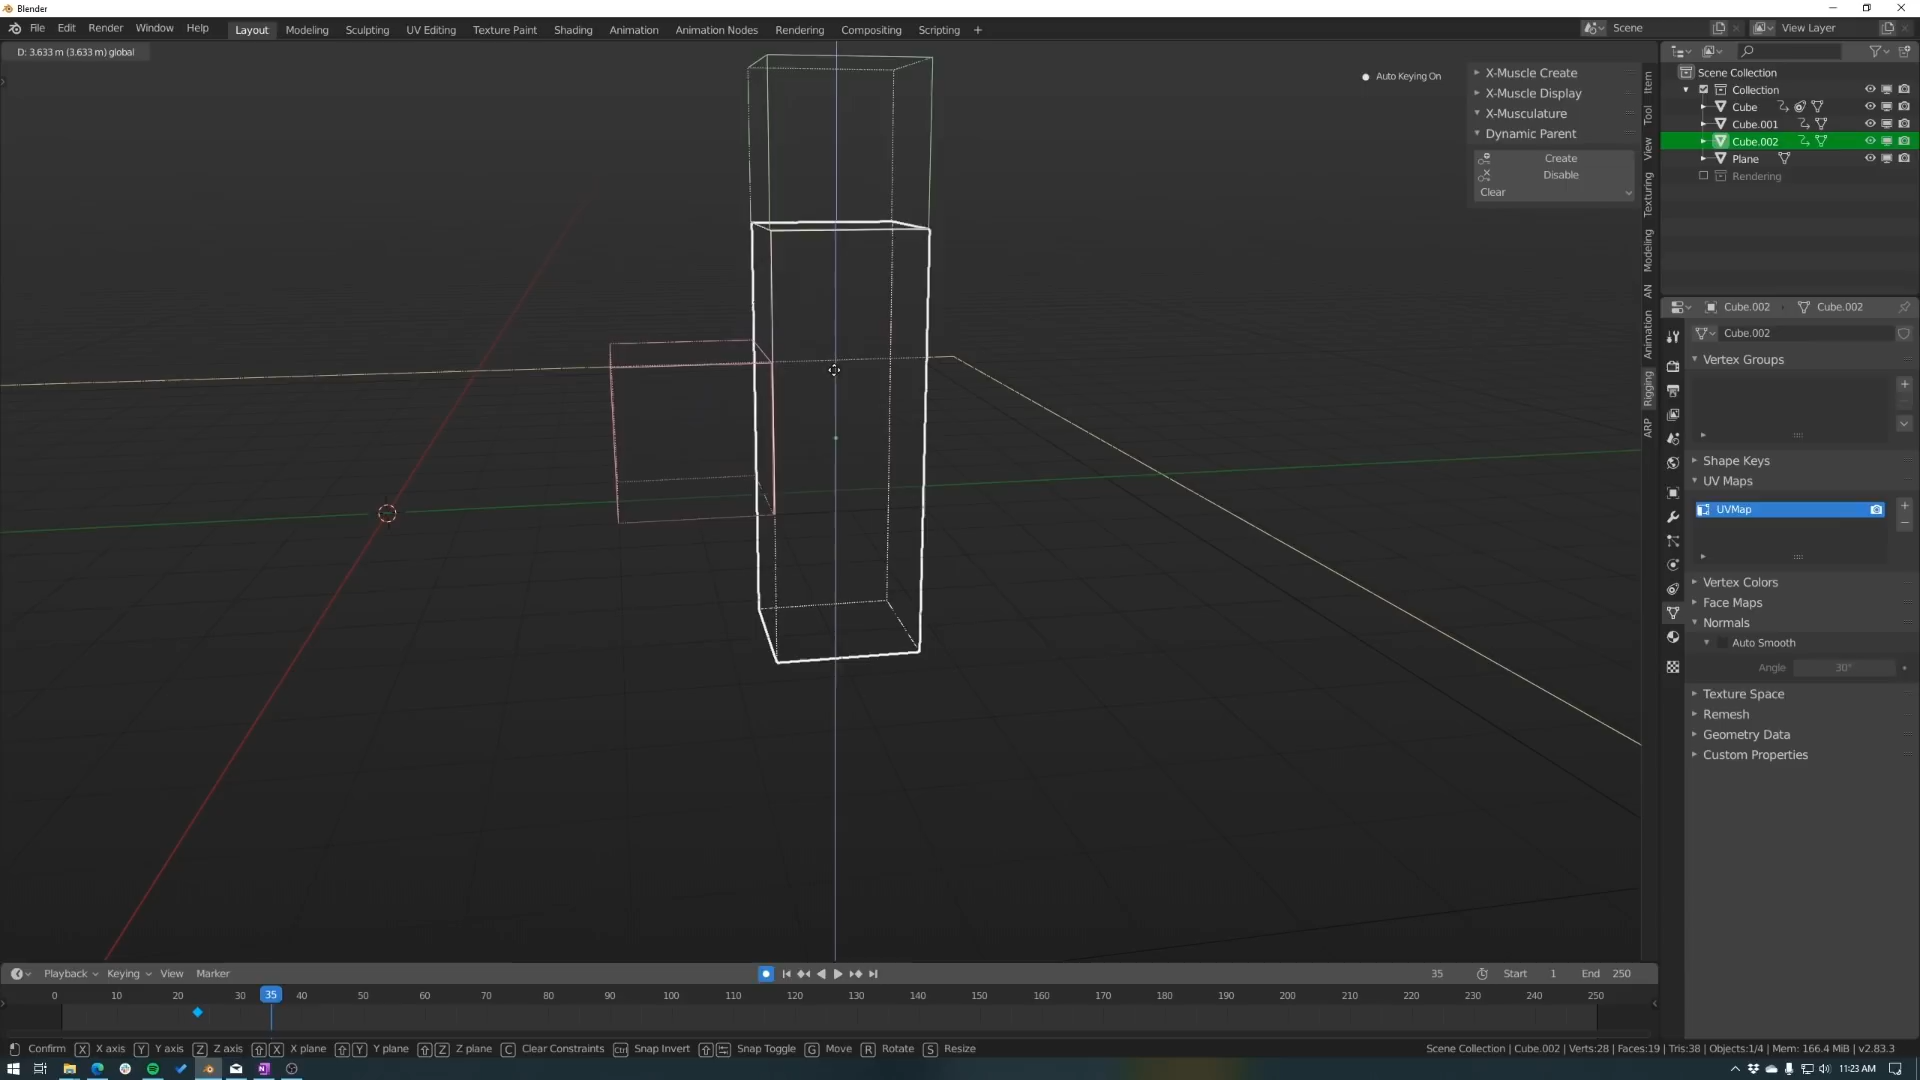 Blender
File Edit Render Window Help Layout Modeling Sculpting UV Editing Texture Paint Shading Animation Animation Nodes Rendering Compositing Scripting + Scene View Layer
D: 3.633 m (3.633 m) global
Auto Keying On
X-Muscle Create
X-Muscle Display
X-Musculature
Dynamic Parent
Create
Disable
Clear
Item
Tool
View
Texturing
Modeling
AN
Animation
Rigging
ARP
Scene Collection
Collection
Cube
Cube.001
Cube.002
Plane
Rendering
Cube.002 Cube.002
Cube.002
Vertex Groups
Shape Keys
UV Maps
UVMap
Vertex Colors
Face Maps
Normals
Auto Smooth
Angle 30°
Texture Space
Remesh
Geometry Data
Custom Properties
Playback Keying View Marker 35 Start 1 End 250
0 10 20 30 35 40 50 60 70 80 90 100 110 120 130 140 150 160 170 180 190 200 210 220 230 240 250
Confirm X X axis Y Y axis Z Z axis X X plane Y Y plane Z Z plane C Clear Constraints Ctrl Snap Invert Snap Toggle G Move R Rotate S Resize Scene Collection | Cube.002 | Verts:28 | Faces:19 | Tris:38 | Objects:1/4 | Mem: 166.4 MiB | v2.83.3
11:23 AM